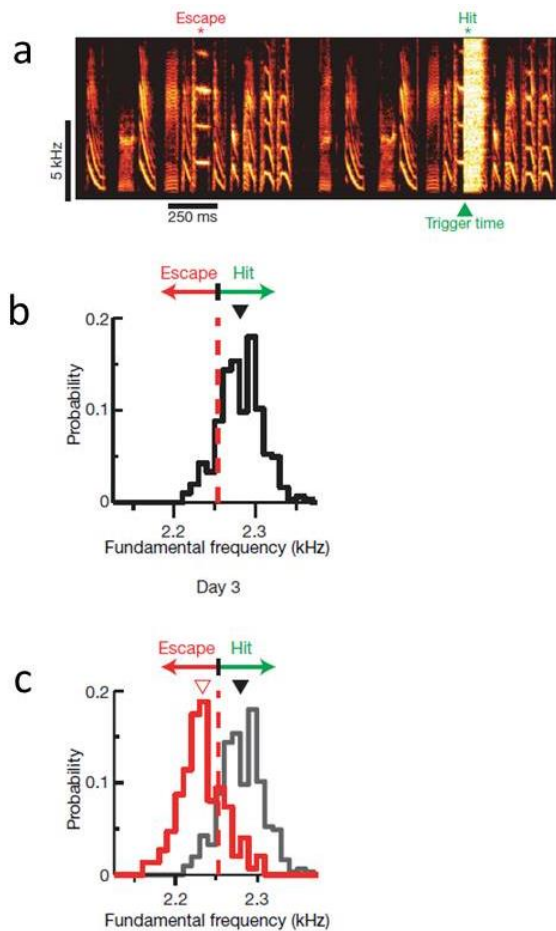 Escape Hit
* *
a
5 kHz
250 ms
Trigger time
b
Escape Hit
0.2
0.1
0
Probability
2.2 2.3
Fundamental frequency (kHz)
Day 3
c
Escape Hit
0.2
0.1
0
Probability
2.2 2.3
Fundamental frequency (kHz)